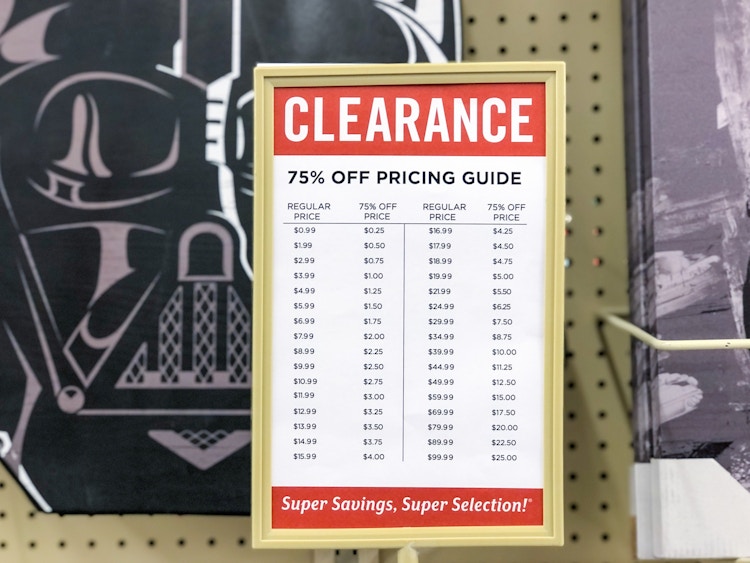 CLEARANCE
75% OFF PRICING GUIDE
REGULAR PRICE 75% OFF PRICE REGULAR PRICE 75% OFF PRICE
$0.99 $0.25 $16.99 $4.25
$1.99 $0.50 $17.99 $4.50
$2.99 $0.75 $18.99 $4.75
$3.99 $1.00 $19.99 $5.00
$4.99 $1.25 $21.99 $5.50
$5.99 $1.50 $24.99 $6.25
$6.99 $1.75 $29.99 $7.50
$7.99 $2.00 $34.99 $8.75
$8.99 $2.25 $39.99 $10.00
$9.99 $2.50 $44.99 $11.25
$10.99 $2.75 $49.99 $12.50
$11.99 $3.00 $59.99 $15.00
$12.99 $3.25 $69.99 $17.50
$13.99 $3.50 $79.99 $20.00
$14.99 $3.75 $89.99 $22.50
$15.99 $4.00 $99.99 $25.00
Super Savings, Super Selection!®